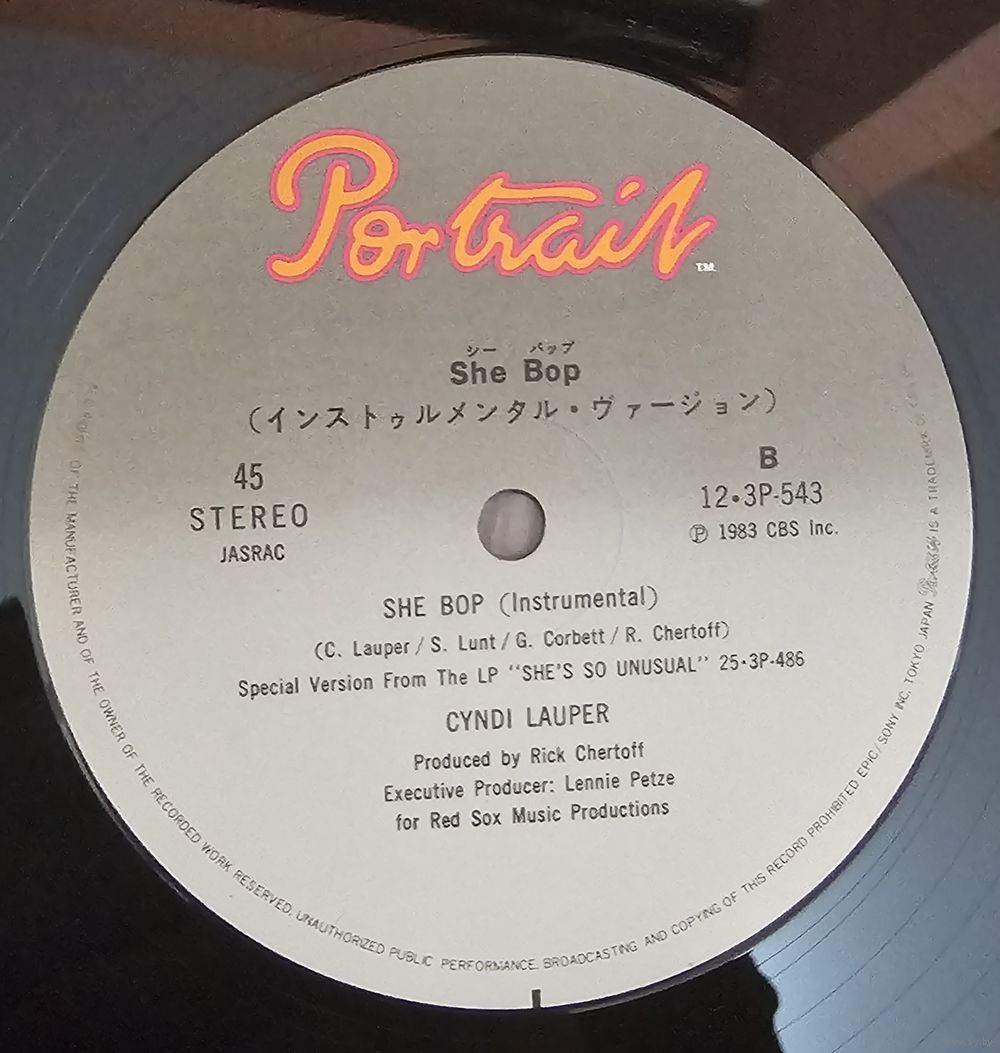 Portrait
TM.
シー バップ
She Bop
(インストゥルメンタル・ヴァージョン)
45
STEREO
JASRAC
B
12•3P-543
Ⓟ 1983 CBS Inc.
SHE BOP (Instrumental)
(C. Lauper / S. Lunt / G. Corbett / R. Chertoff)
Special Version From The LP “SHE'S SO UNUSUAL” 25•3P-486
CYNDI LAUPER
Produced by Rick Chertoff
Executive Producer: Lennie Petze
for Red Sox Music Productions
OF THE MANUFACTURER AND OF THE OWNER OF THE RECORDED WORK RESERVED. UNAUTHORIZED PUBLIC PERFORMANCE. BROADCASTING AND COPYING OF THIS RECORD PROHIBITED EPIC/SONY INC. TOKYO JAPAN Portrait IS A TRADEMARK OF